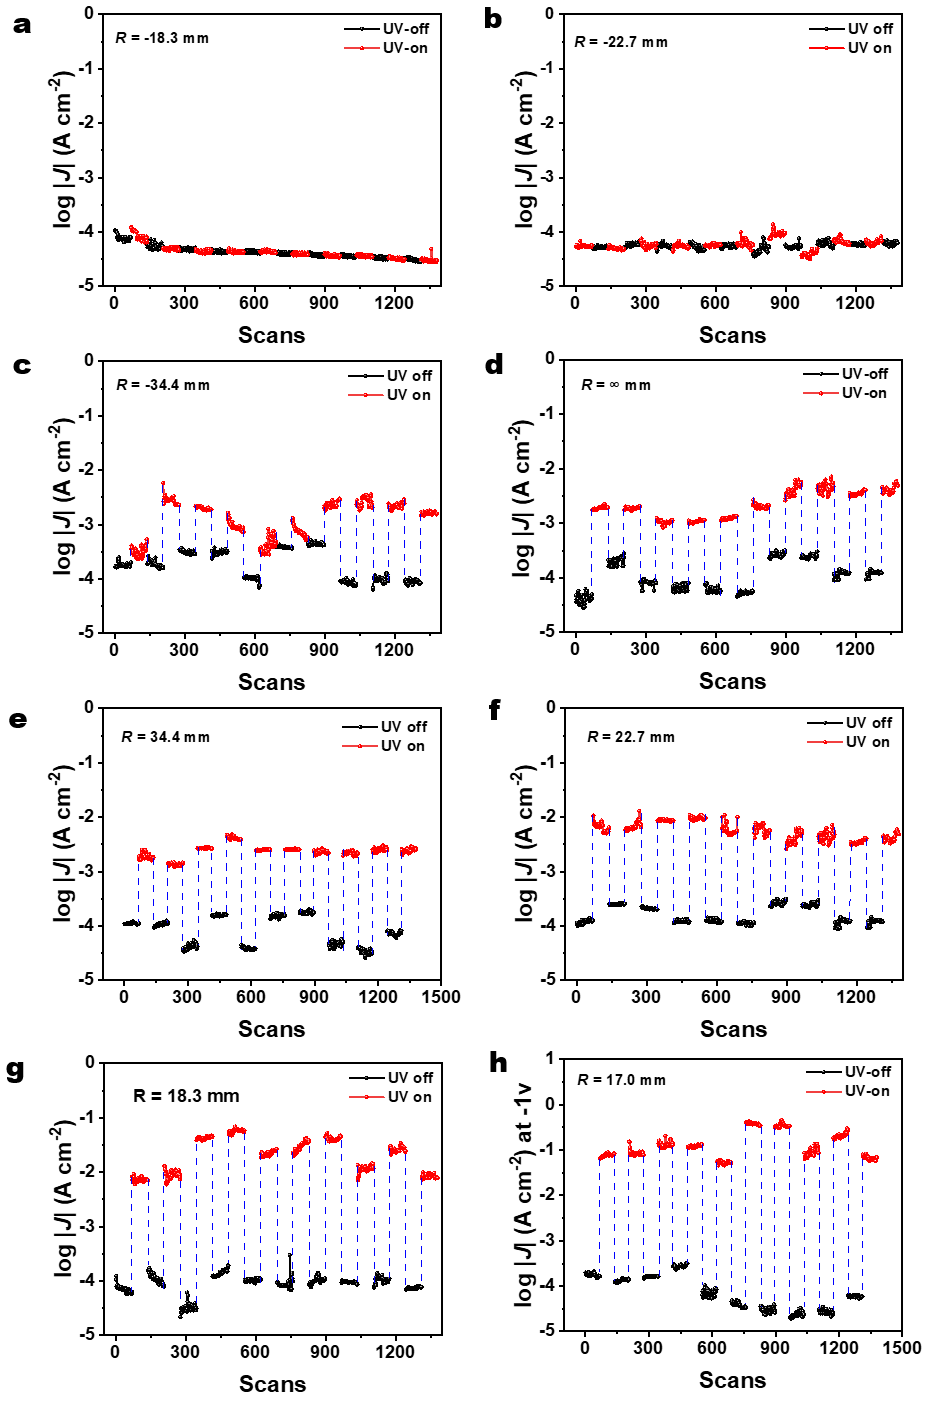 a
R = -18.3 mm
UV-off
UV-on
0
-1
-2
-3
-4
-5
log |J| (A cm-2)
0 300 600 900 1200
Scans
b
R = -22.7 mm
UV off
UV on
0
-1
-2
-3
-4
-5
log |J| (A cm-2)
0 300 600 900 1200
Scans
c
R = -34.4 mm
UV off
UV on
0
-1
-2
-3
-4
-5
log |J| (A cm-2)
0 300 600 900 1200
Scans
d
R = ∞ mm
UV-off
UV-on
0
-1
-2
-3
-4
-5
log |J| (A cm-2)
0 300 600 900 1200
Scans
e
R = 34.4 mm
UV off
UV on
0
-1
-2
-3
-4
-5
log |J| (A cm-2)
0 300 600 900 1200 1500
Scans
f
R = 22.7 mm
UV off
UV on
0
-1
-2
-3
-4
-5
log |J| (A cm-2)
0 300 600 900 1200
Scans
g
R = 18.3 mm
UV off
UV on
0
-1
-2
-3
-4
-5
log |J| (A cm-2)
0 300 600 900 1200
Scans
h
R = 17.0 mm
UV-off
UV-on
1
0
-1
-2
-3
-4
-5
log |J| (A cm-2) at -1v
0 300 600 900 1200 1500
Scans